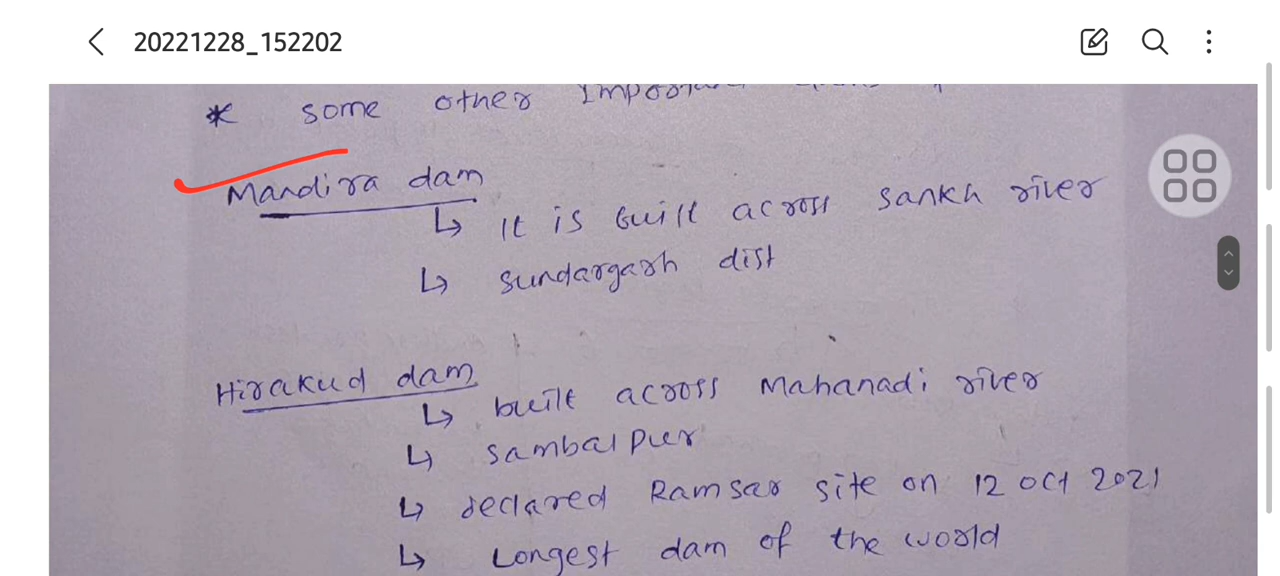 20221228_152202
* some other
Mandira dam
↳ It is built across sankh river
↳ sundargarh dist
Hirakud dam
↳ built across Mahanadi river
↳ sambalpur
↳ declared Ramsar site on 12 oct 2021
↳ Longest dam of the world